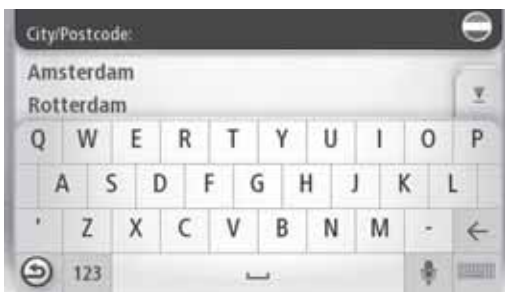 City/Postcode:
Amsterdam
Rotterdam
Q W E R T Y U I O P
A S D F G H J K L
' Z X C V B N M -
123